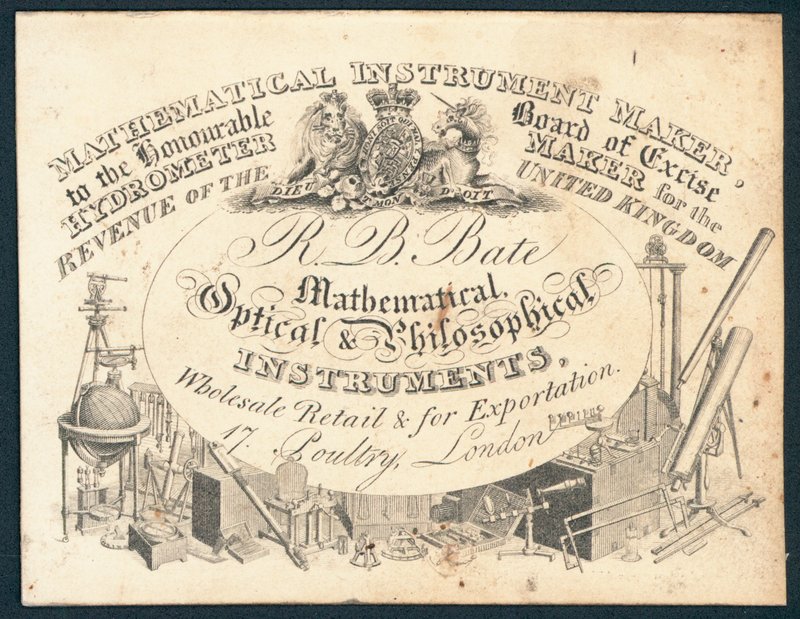 MATHEMATICAL INSTRUMENT MAKER,
to the Honourable Board of Excise
HYDROMETER MAKER for the
REVENUE OF THE UNITED KINGDOM
DIEU ET MON DROIT
R. B. Bate
Mathematical,
Optical & Philosophical
INSTRUMENTS,
Wholesale Retail & for Exportation.
17. Poultry, London